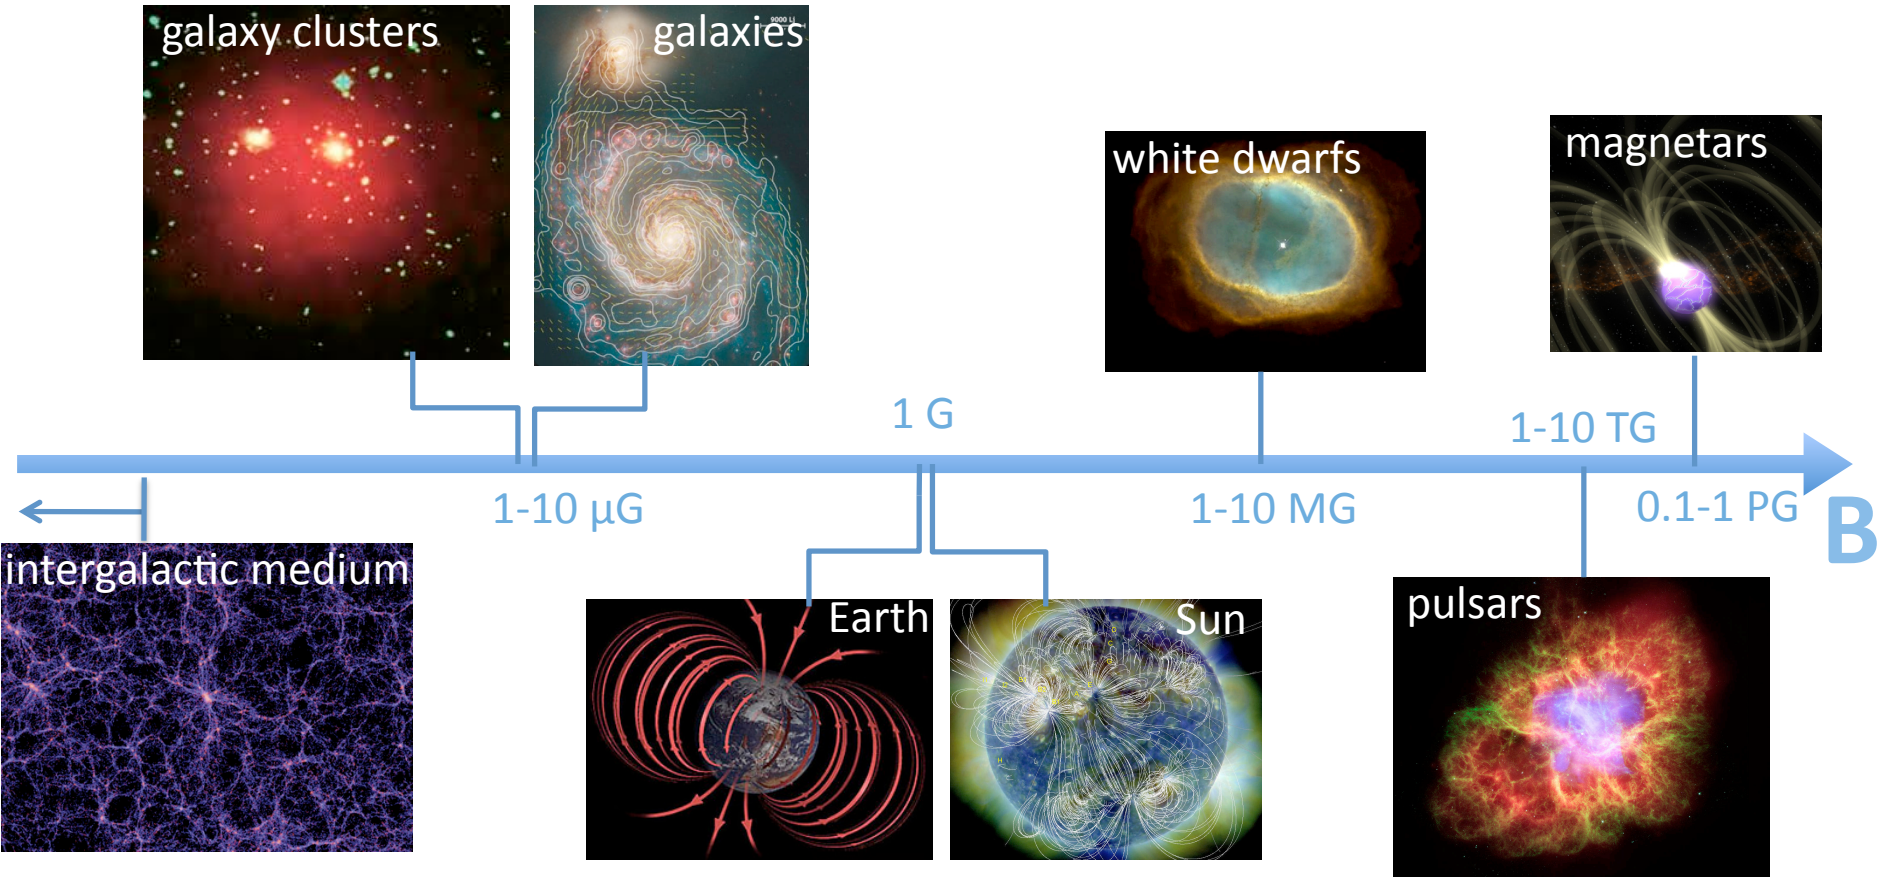 galaxy clusters
galaxies
white dwarfs
magnetars
1 G
1-10 TG
1-10 µG
1-10 MG
0.1-1 PG
B
intergalactic medium
Earth
Sun
pulsars